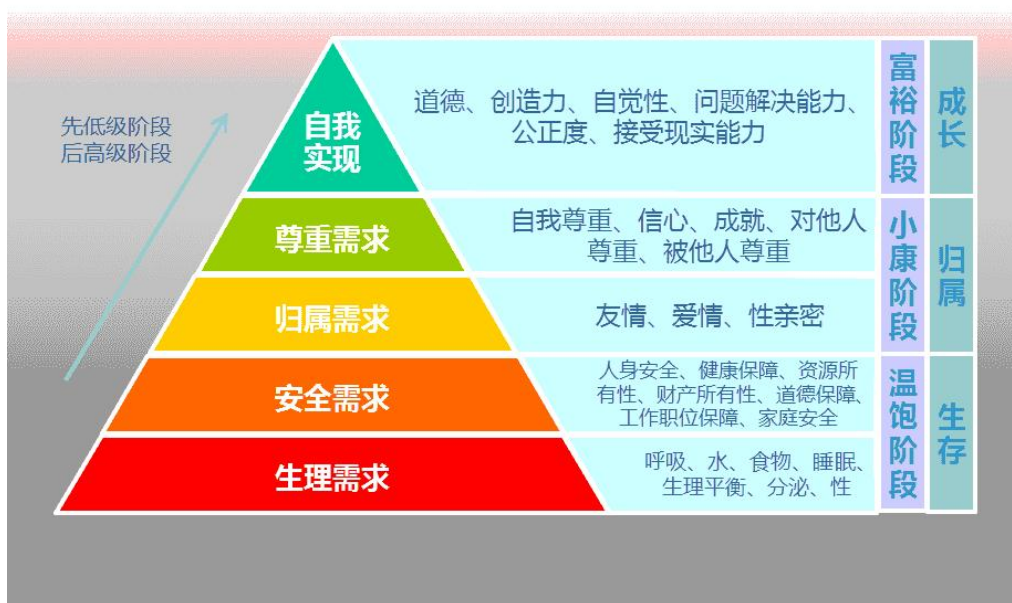 先低级阶段
后高级阶段
自我
实现
道德、创造力、自觉性、问题解决能力、
公正度、接受现实能力
富裕阶段
成长
尊重需求
自我尊重、信心、成就、对他人
尊重、被他人尊重
小康阶段
归属
归属需求
友情、爱情、性亲密
安全需求
人身安全、健康保障、资源所
有性、财产所有性、道德保障、
工作职位保障、家庭安全
温饱阶段
生存
生理需求
呼吸、水、食物、睡眠、
生理平衡、分泌、性